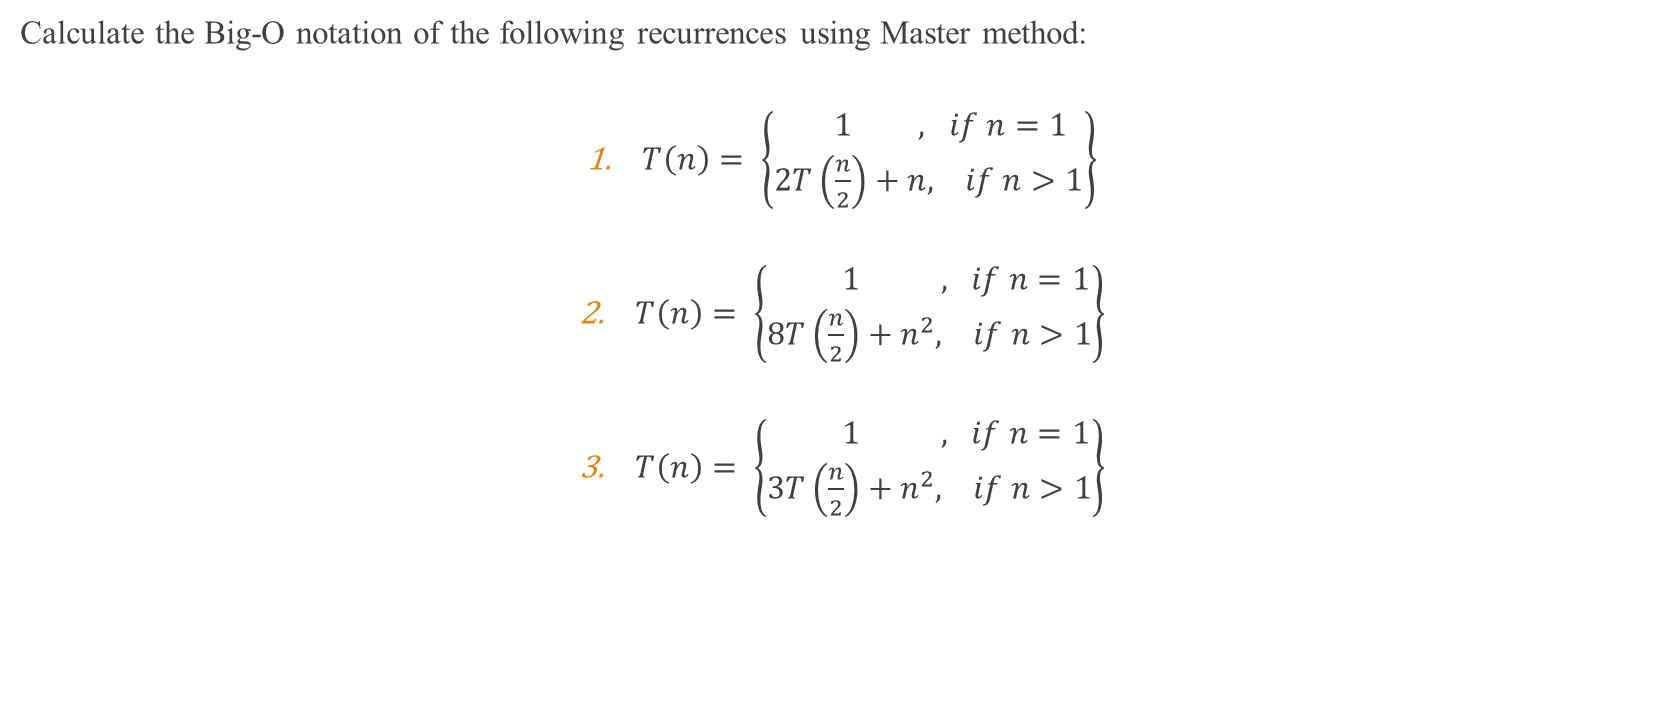 Calculate the Big-O notation of the following recurrences using Master method:
1. T(n) = { 1 , if n = 1
2T (n/2) + n, if n > 1 }
2. T(n) = { 1 , if n = 1
8T (n/2) + n², if n > 1 }
3. T(n) = { 1 , if n = 1
3T (n/2) + n², if n > 1 }